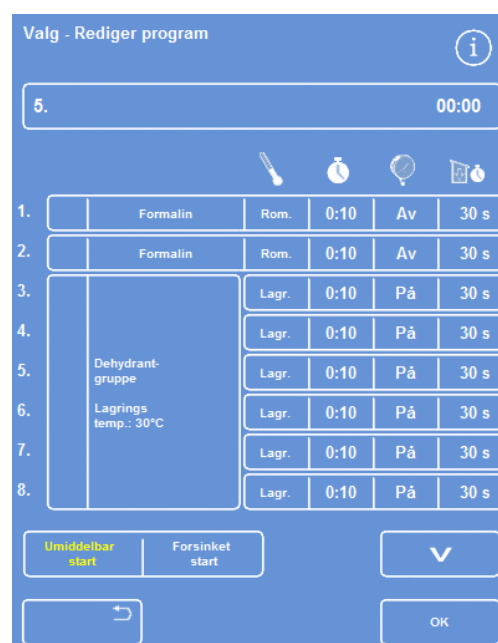 Valg - Rediger program
i
5. 00:00
1. Formalin Rom. 0:10 Av 30 s
2. Formalin Rom. 0:10 Av 30 s
3. Lagr. 0:10 På 30 s
4. Lagr. 0:10 På 30 s
5. Lagr. 0:10 På 30 s
6. Lagr. 0:10 På 30 s
7. Lagr. 0:10 På 30 s
8. Lagr. 0:10 På 30 s
Dehydrant-
gruppe
Lagrings
temp.: 30°C
Umiddelbar
start
Forsinket
start
OK